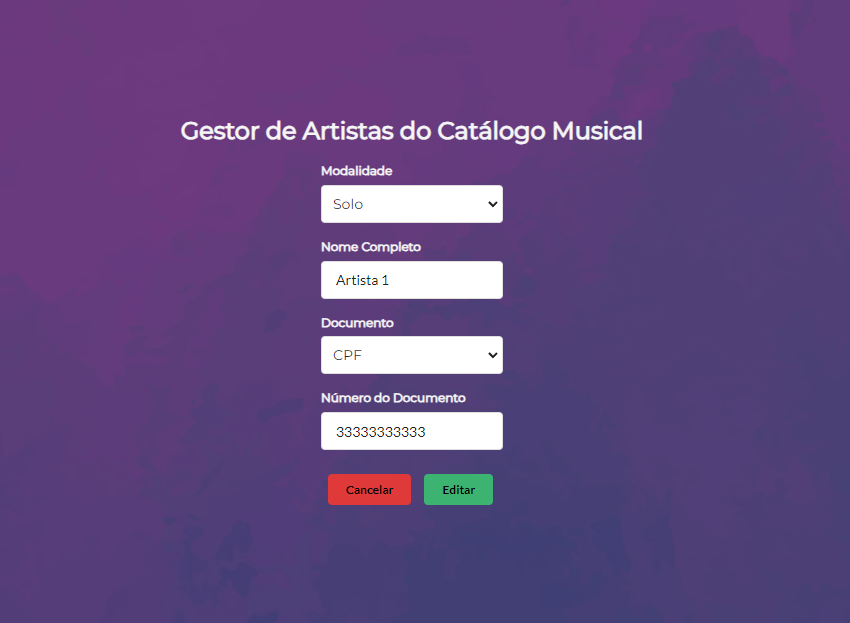 Gestor de Artistas do Catálogo Musical
Modalidade
Solo
Nome Completo
Artista 1
Documento
CPF
Número do Documento
33333333333
Cancelar Editar